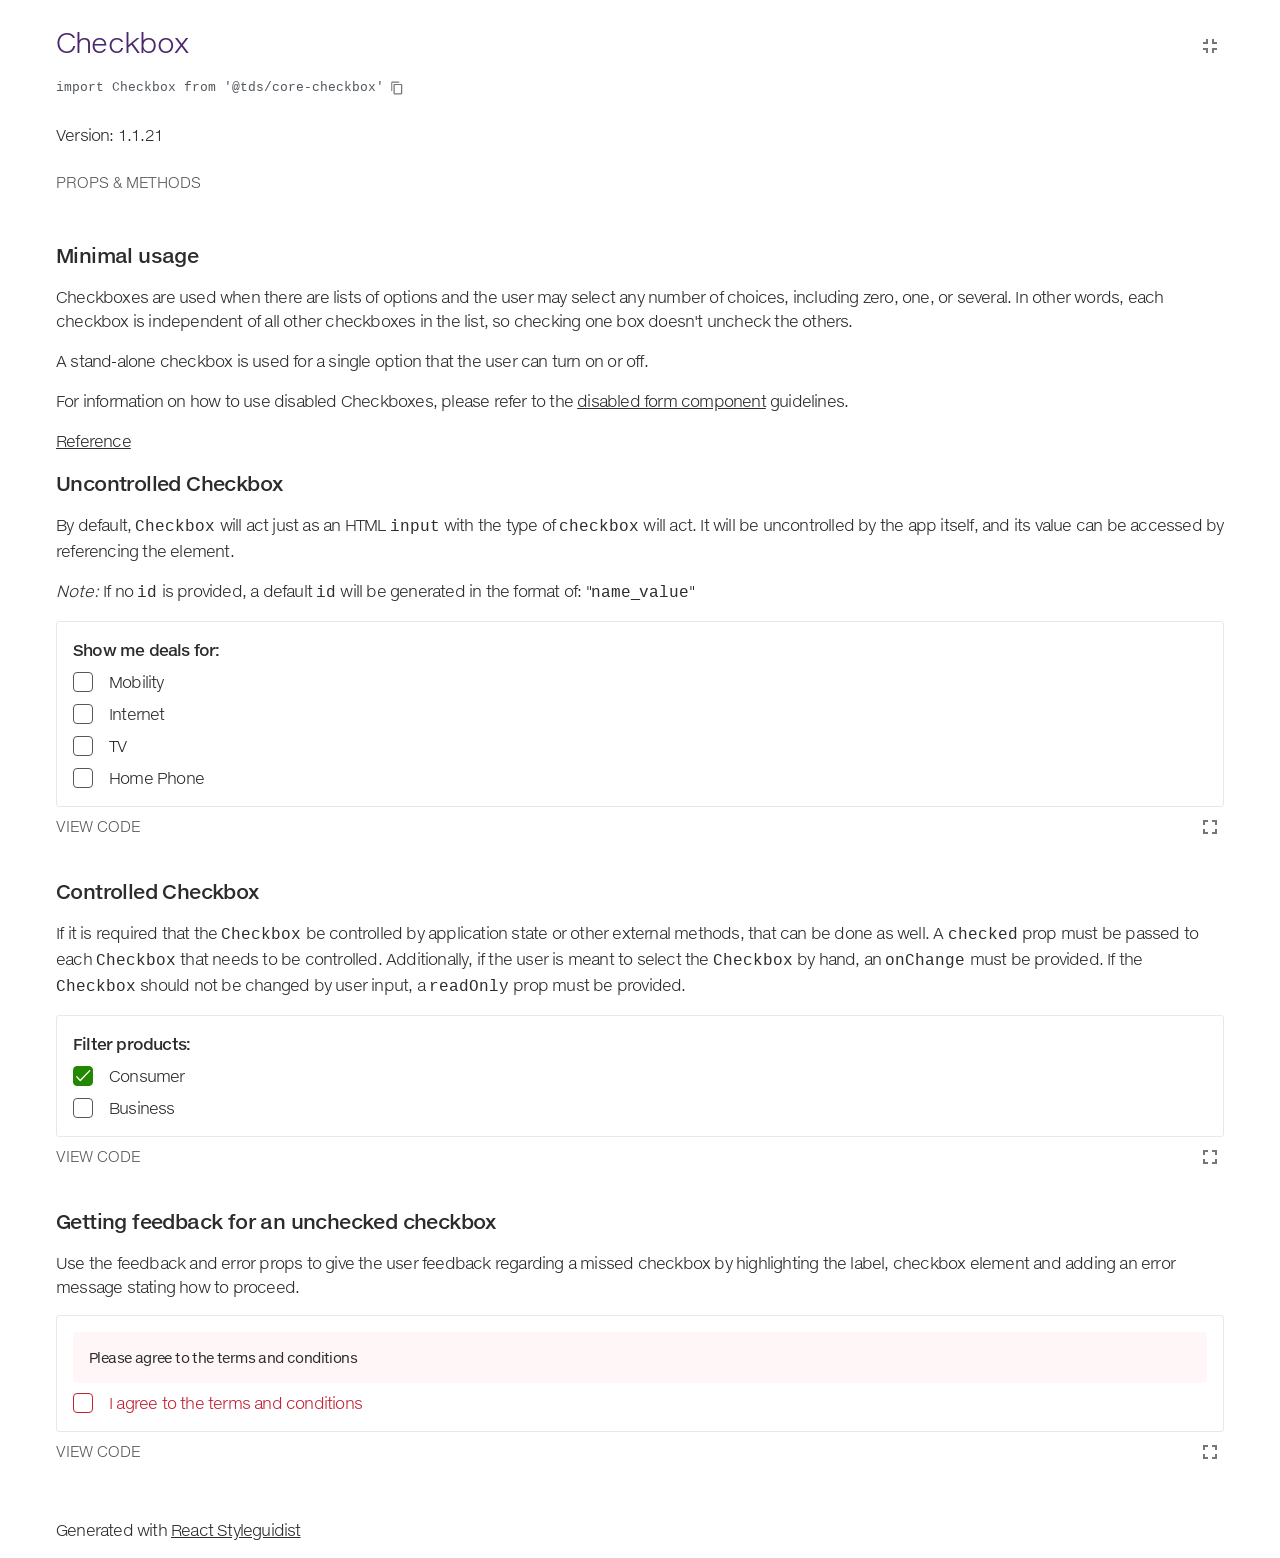 Checkbox
import Checkbox from '@tds/core-checkbox'
Version: 1.1.21
PROPS & METHODS
Minimal usage
Checkboxes are used when there are lists of options and the user may select any number of choices, including zero, one, or several. In other words, each
checkbox is independent of all other checkboxes in the list, so checking one box doesn't uncheck the others.
A stand-alone checkbox is used for a single option that the user can turn on or off.
For information on how to use disabled Checkboxes, please refer to the disabled form component guidelines.
Reference
Uncontrolled Checkbox
By default, Checkbox will act just as an HTML input with the type of checkbox will act. It will be uncontrolled by the app itself, and its value can be accessed by
referencing the element.
Note: If no id is provided, a default id will be generated in the format of: "name_value"
Show me deals for:
Mobility
Internet
TV
Home Phone
VIEW CODE
Controlled Checkbox
If it is required that the Checkbox be controlled by application state or other external methods, that can be done as well. A checked prop must be passed to
each Checkbox that needs to be controlled. Additionally, if the user is meant to select the Checkbox by hand, an onChange must be provided. If the
Checkbox should not be changed by user input, a readOnly prop must be provided.
Filter products:
Consumer
Business
VIEW CODE
Getting feedback for an unchecked checkbox
Use the feedback and error props to give the user feedback regarding a missed checkbox by highlighting the label, checkbox element and adding an error
message stating how to proceed.
Please agree to the terms and conditions
I agree to the terms and conditions
VIEW CODE
Generated with React Styleguidist